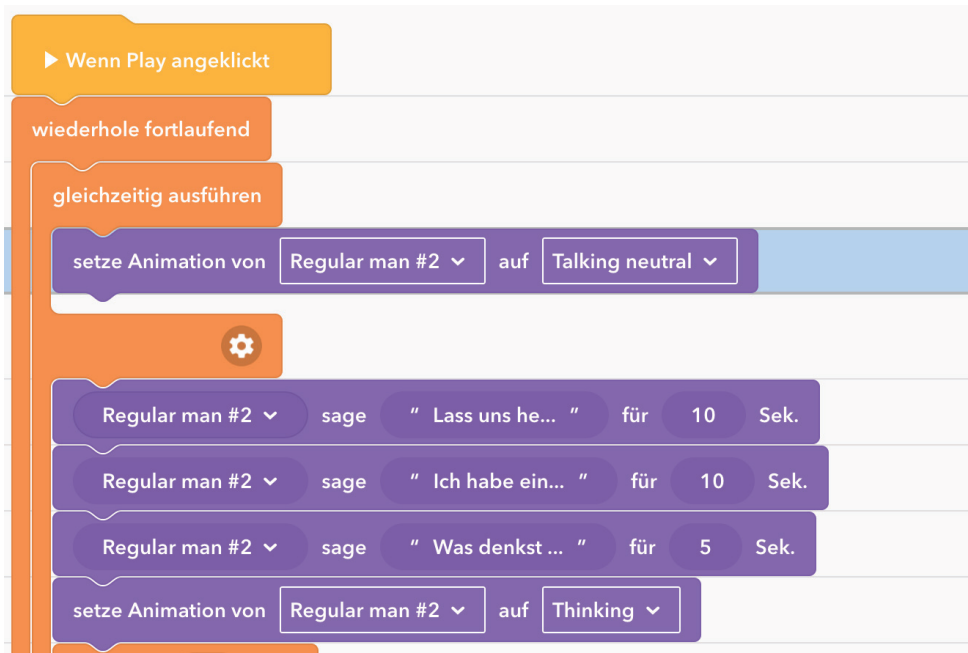 Wenn Play angeklickt
wiederhole fortlaufend
gleichzeitig ausführen
setze Animation von Regular man #2 auf Talking neutral
Regular man #2 sage " Lass uns he... " für 10 Sek.
Regular man #2 sage " Ich habe ein... " für 10 Sek.
Regular man #2 sage " Was denkst ... " für 5 Sek.
setze Animation von Regular man #2 auf Thinking